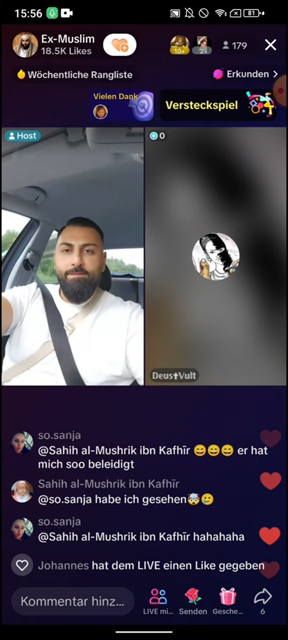 15:56
81
Ex-Muslim
18.5K Likes
179
Wöchentliche Rangliste
Erkunden
Vielen Dank
Versteckspiel
Host
0
Deus✝Vult
so.sanja
@Sahih al-Mushrik ibn Kafhīr 😄😄😄 er hat
mich soo beleidigt
Sahih al-Mushrik ibn Kafhīr
@so.sanja habe ich gesehen🤯🥲
so.sanja
@Sahih al-Mushrik ibn Kafhīr hahahaha
Johannes hat dem LIVE einen Like gegeben
Kommentar hinz...
LIVE mi...
Senden
Gesche...
6